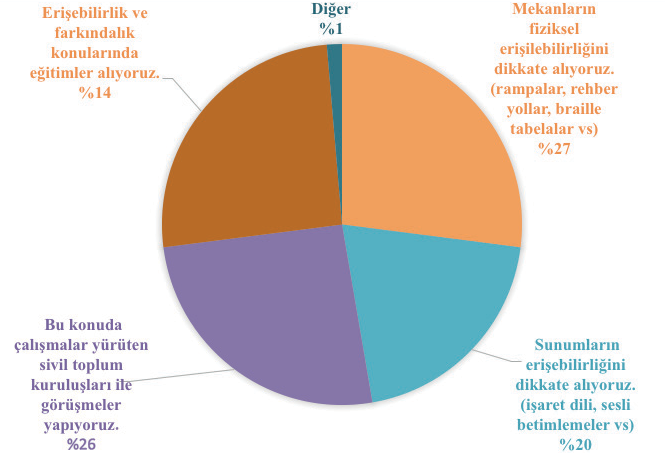 Erişebilirlik ve
farkındalık
konularında
eğitimler alıyoruz.
%14
Diğer
%1
Mekanların
fiziksel
erişilebilirliğini
dikkate alıyoruz.
(rampalar, rehber
yollar, braille
tabelalar vs)
%27
Bu konuda
çalışmalar yürüten
sivil toplum
kuruluşları ile
görüşmeler
yapıyoruz.
%26
Sunumların
erişebilirliğini
dikkate alıyoruz.
(işaret dili, sesli
betimlemeler vs)
%20